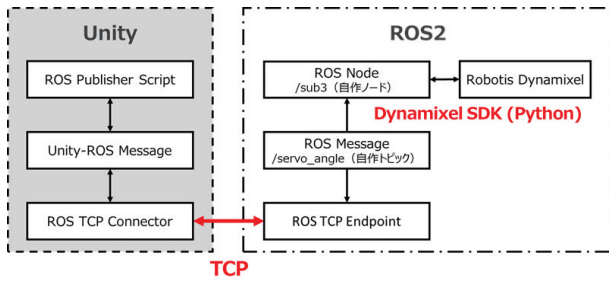 Unity
ROS Publisher Script
Unity-ROS Message
ROS TCP Connector
TCP
ROS2
ROS Node
/sub3（自作ノード）
Robotis Dynamixel
Dynamixel SDK (Python)
ROS Message
/servo_angle（自作トピック）
ROS TCP Endpoint